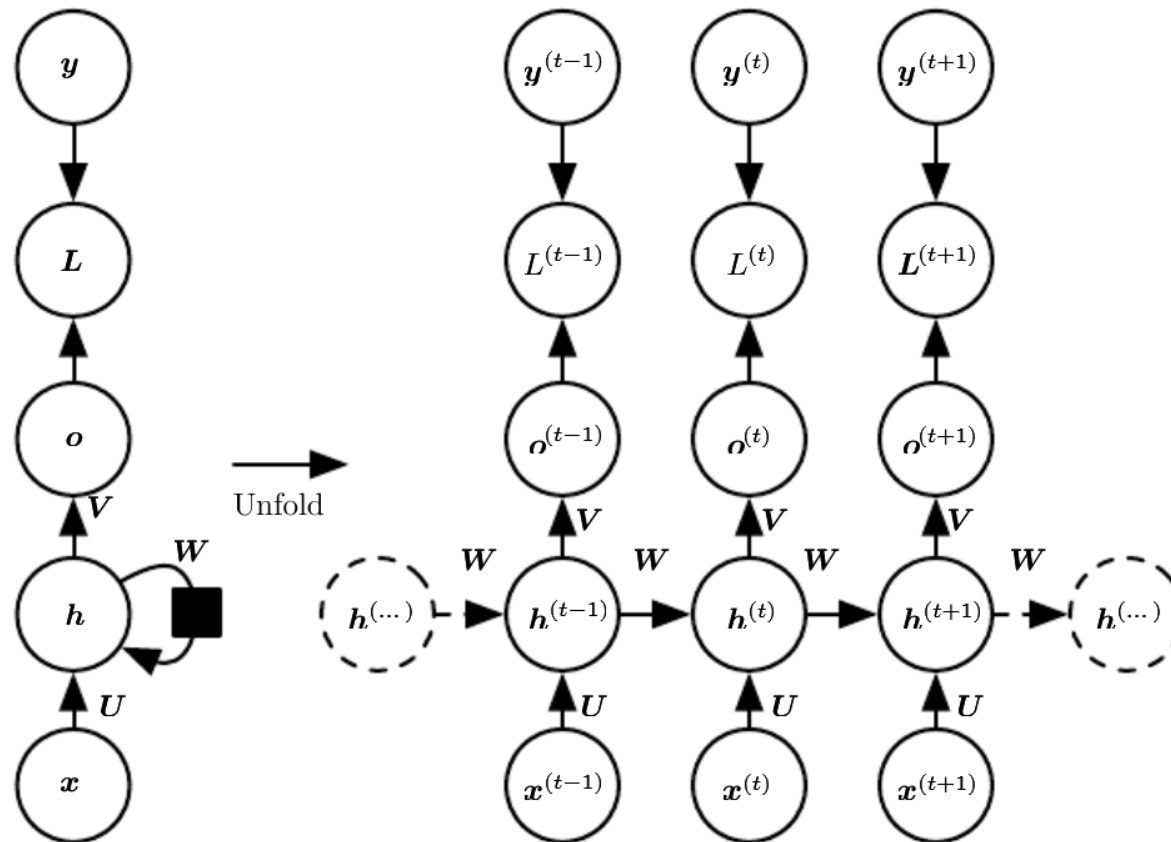 y y^(t−1) y^(t) y^(t+1)
L L^(t−1) L^(t) L^(t+1)
o o^(t−1) o^(t) o^(t+1)
Unfold
V V V V
W W W W W
h h^(...) h^(t−1) h^(t) h^(t+1) h^(...)
U U U U
x x^(t−1) x^(t) x^(t+1)